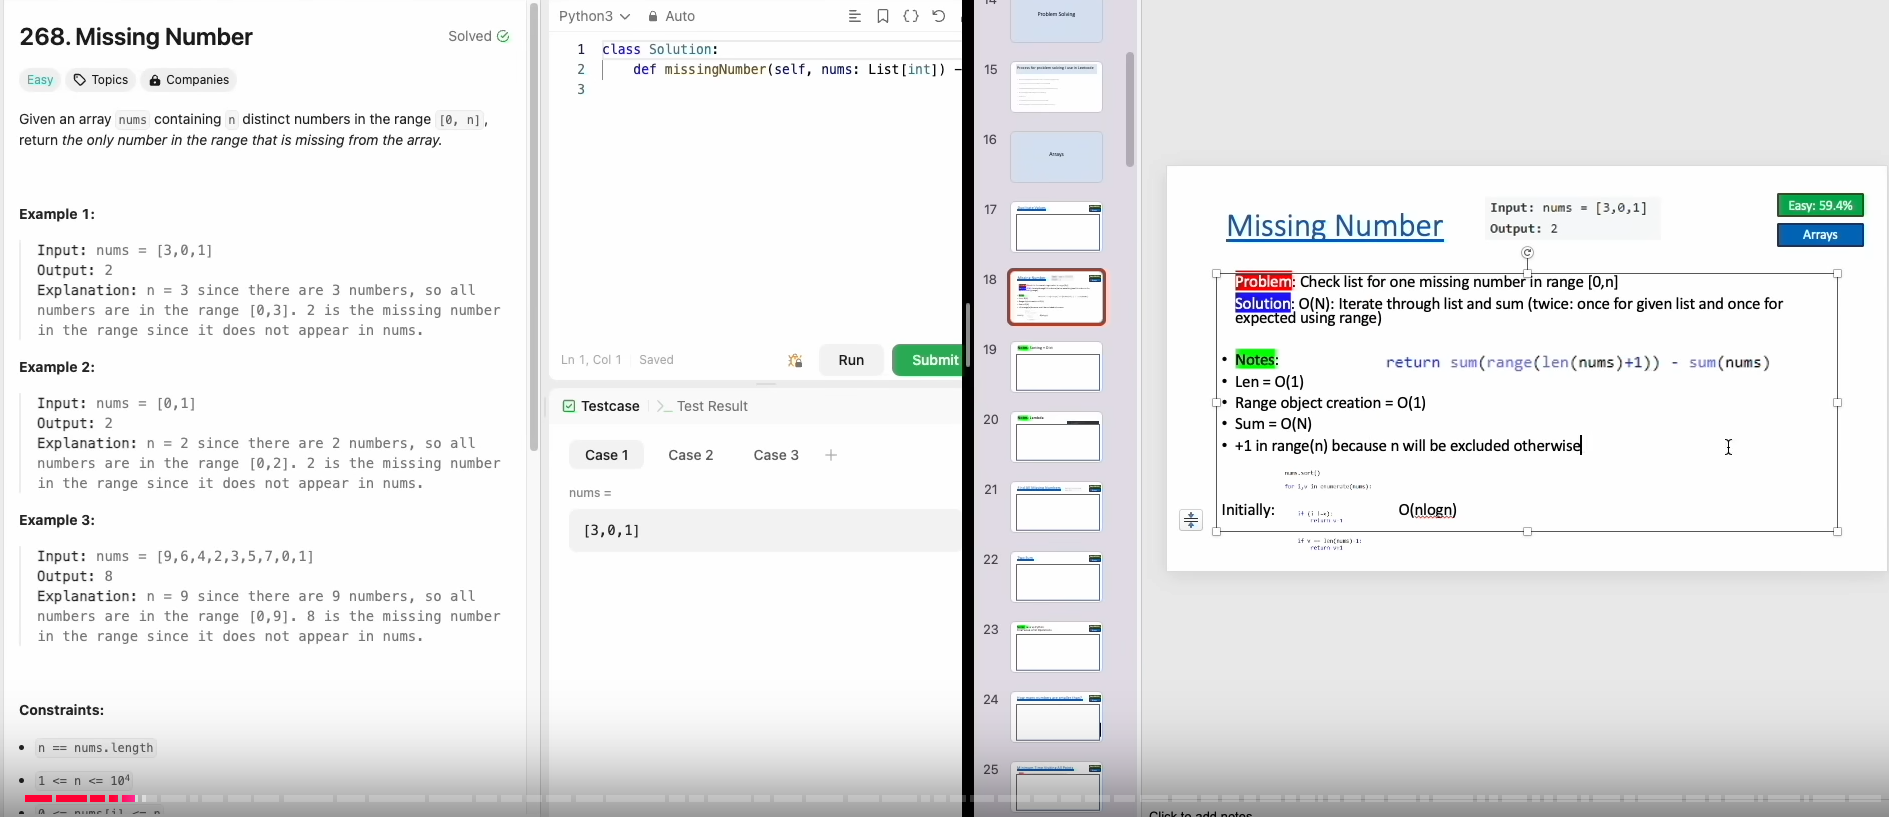 268. Missing Number
Solved
Easy
Topics
Companies
Given an array nums containing n distinct numbers in the range [0, n],
return the only number in the range that is missing from the array.
Example 1:
Input: nums = [3,0,1]
Output: 2
Explanation: n = 3 since there are 3 numbers, so all
numbers are in the range [0,3]. 2 is the missing number
in the range since it does not appear in nums.
Example 2:
Input: nums = [0,1]
Output: 2
Explanation: n = 2 since there are 2 numbers, so all
numbers are in the range [0,2]. 2 is the missing number
in the range since it does not appear in nums.
Example 3:
Input: nums = [9,6,4,2,3,5,7,0,1]
Output: 8
Explanation: n = 9 since there are 9 numbers, so all
numbers are in the range [0,9]. 8 is the missing number
in the range since it does not appear in nums.
Constraints:
• n == nums.length
• 1 <= n <= 10⁴
• 0 <= nums[i] <= n
Python3
Auto
1 class Solution:
2 def missingNumber(self, nums: List[int]) -
3
Ln 1, Col 1 Saved
Run
Submit
Testcase
>_ Test Result
Case 1
Case 2
Case 3
+
nums =
[3,0,1]
14
Problem Solving
15
16
Arrays
17
18
19
20
21
22
23
24
25
Missing Number
Input: nums = [3,0,1]
Output: 2
Easy: 59.4%
Arrays
Problem: Check list for one missing number in range [0,n]
Solution: O(N): Iterate through list and sum (twice: once for given list and once for
expected using range)
• Notes:
return sum(range(len(nums)+1)) - sum(nums)
• Len = O(1)
• Range object creation = O(1)
• Sum = O(N)
• +1 in range(n) because n will be excluded otherwise
nums.sort()
for i,v in enumerate(nums):
Initially:
O(nlogn)
return v-1
if v == len(nums)-1:
return v+1
Click to add notes